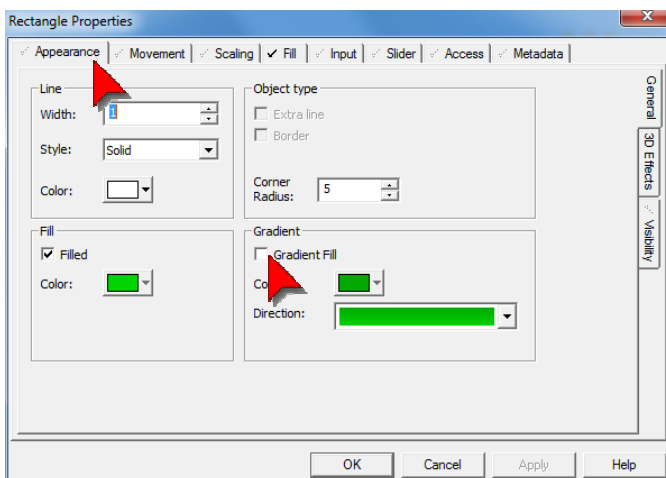 Rectangle Properties
Appearance Movement Scaling Fill Input Slider Access Metadata
Line
Width: 1
Style: Solid
Color:
Object type
Extra line
Border
Corner
Radius: 5
Fill
Filled
Color:
Gradient
Gradient Fill
Direction:
General
3D Effects
Visibility
OK Cancel Apply Help